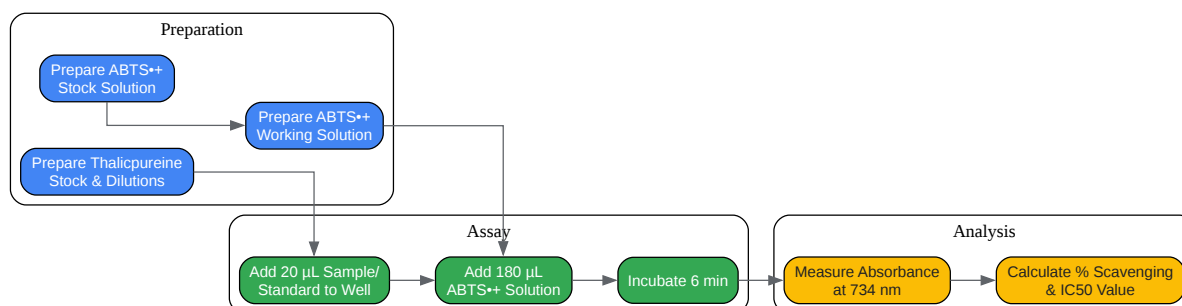 Preparation
Prepare ABTS•+
Stock Solution
Prepare ABTS•+
Working Solution
Prepare Thalicpureine
Stock & Dilutions
Assay
Add 20 µL Sample/
Standard to Well
Add 180 µL
ABTS•+ Solution
Incubate 6 min
Analysis
Measure Absorbance
at 734 nm
Calculate % Scavenging
& IC50 Value